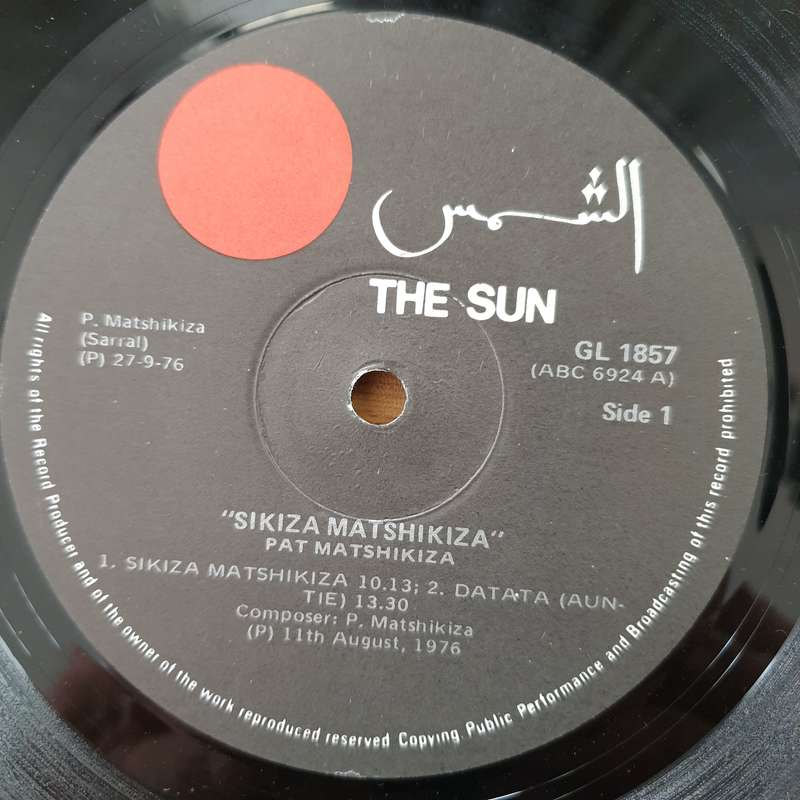 الشمس
THE SUN
P. Matshikiza
(Sarral)
(P) 27-9-76
GL 1857
(ABC 6924 A)
Side 1
"SIKIZA MATSHIKIZA"
PAT MATSHIKIZA
1. SIKIZA MATSHIKIZA 10.13; 2. DATATA (AUN-
TIE) 13.30
Composer: P. Matshikiza
(P) 11th August, 1976
All rights of the Record Producer and of the owner of the work reproduced reserved Copying Public Performance and Broadcasting of this record prohibited